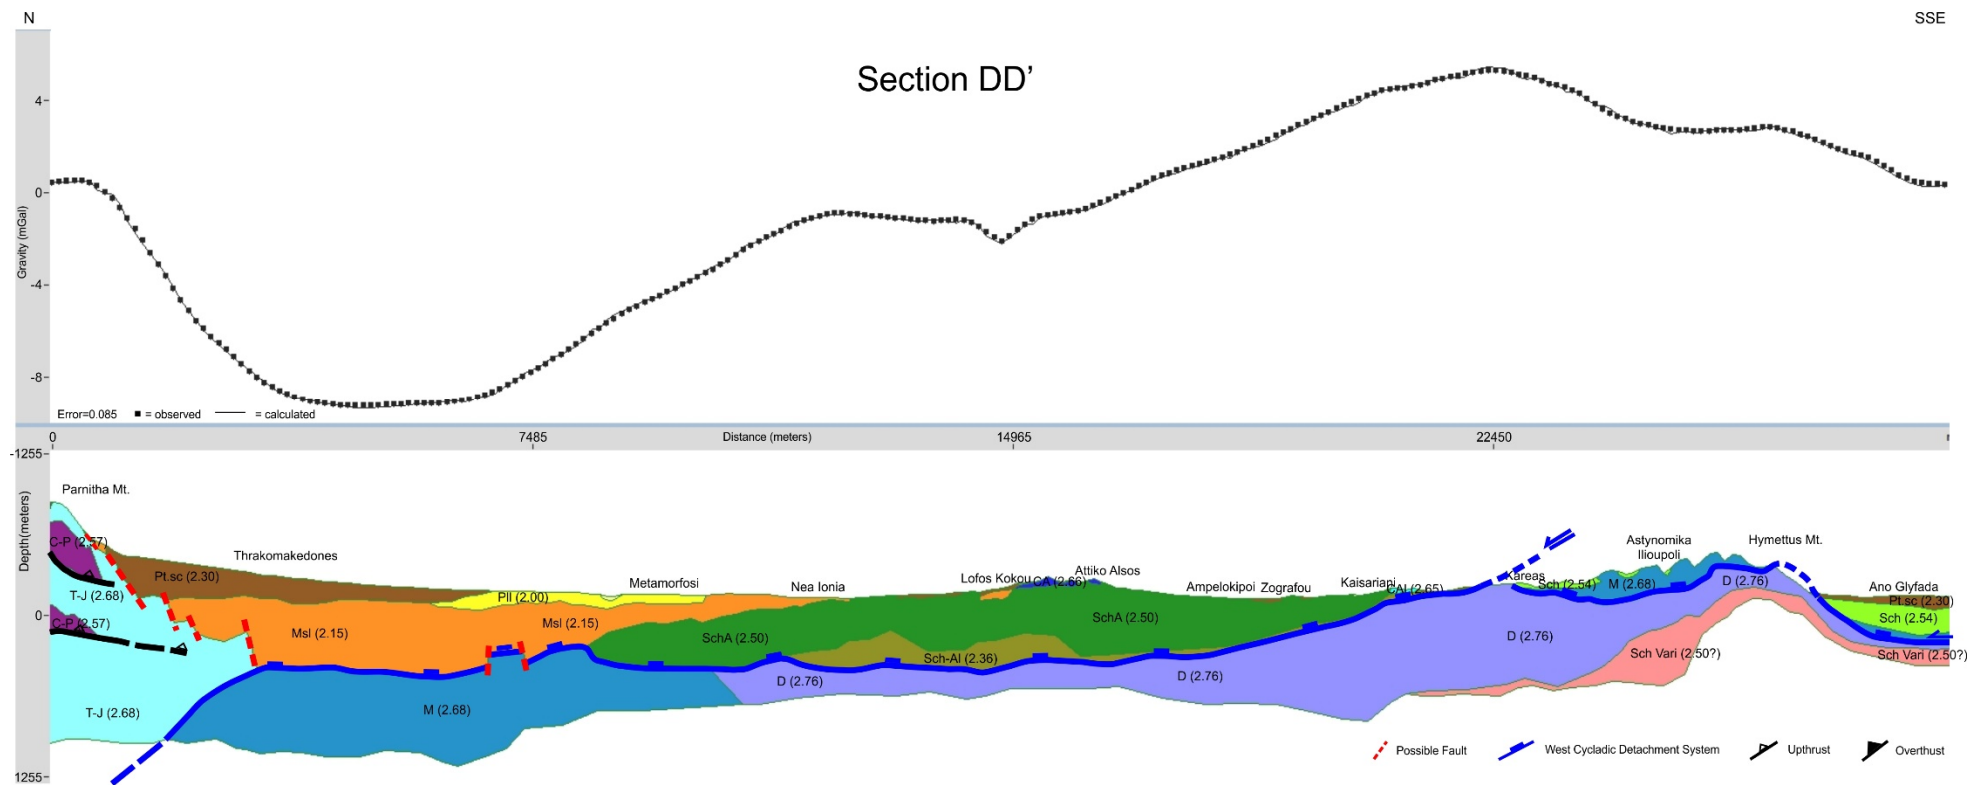 N
SSE
Section DD’
4
0
-4
-8
Gravity (mGal)
Error=0.085 = observed = calculated
0 7485 14965 22450
Distance (meters)
-1255
0
1255
Depth(meters)
Parnitha Mt.
Thrakomakedones
Metamorfosi
Nea Ionia
Lofos Kokou
Attiko Alsos
Ampelokipoi
Zografou
Kaisariani
Kareas
Astynomika
Ilioupoli
Hymettus Mt.
Ano Glyfada
C-P (2.57)
T-J (2.68)
C-P (2.57)
T-J (2.68)
Pt.sc (2.30)
Msl (2.15)
Pll (2.00)
Msl (2.15)
M (2.68)
SchA (2.50)
Sch-Al (2.36)
D (2.76)
CA (2.66)
SchA (2.50)
D (2.76)
CAl (2.65)
Sch (2.54)
M (2.68)
D (2.76)
D (2.76)
Sch Vari (2.50?)
Pt.sc (2.30)
Sch (2.54)
Sch Vari (2.50?)
Possible Fault
West Cycladic Detachment System
Upthrust
Overthust